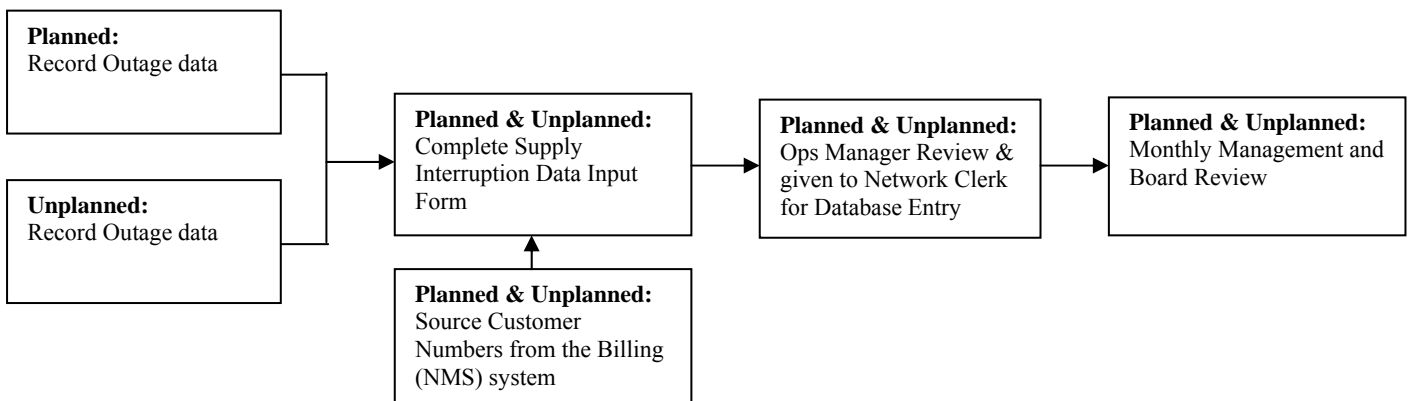 Planned:
Record Outage data
Unplanned:
Record Outage data
Planned & Unplanned:
Complete Supply
Interruption Data Input
Form
Planned & Unplanned:
Source Customer
Numbers from the Billing
(NMS) system
Planned & Unplanned:
Ops Manager Review &
given to Network Clerk
for Database Entry
Planned & Unplanned:
Monthly Management and
Board Review